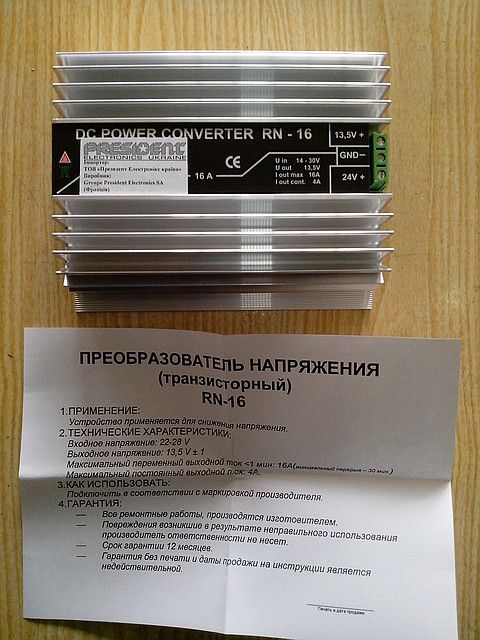 DC POWER CONVERTER RN - 16
PRESIDENT
ELECTRONICS UKRAINE
Імпортер:
ТОВ «Президент Електронікс країна»
Виробник:
Groupe President Electronics SA
(Франція)
- 16 A
CE
U in 14 - 30V
U out 13,5V
I out max 16A
I out cont. 4A
13,5V +
GND−
24V +
ПРЕОБРАЗОВАТЕЛЬ НАПРЯЖЕНИЯ
(транзисторный)
RN-16
1.ПРИМЕНЕНИЕ:
Устройство применяется для снижения напряжения.
2.ТЕХНИЧЕСКИЕ ХАРАКТЕРИСТИКИ:
Входное напряжение: 22-28 V
Выходное напряжение: 13,5 V ± 1
Максимальный переменный выходной ток <1 мин: 16А(минимальный перерыв – 30 мин)
Максимальный постоянный выходной п.ок: 4А.
3.КАК ИСПОЛЬЗОВАТЬ:
Подключить в соответствии с маркировкой производителя.
4.ГАРАНТИЯ:
— Все ремонтные работы, производятся изготовителем.
— Повреждения возникшие в результате неправильного использования
производитель ответственности не несет.
— Срок гарантии 12 месяцев.
— Гарантия без печати и даты продажи на инструкции является
недействительной.
Печать и дата продажи